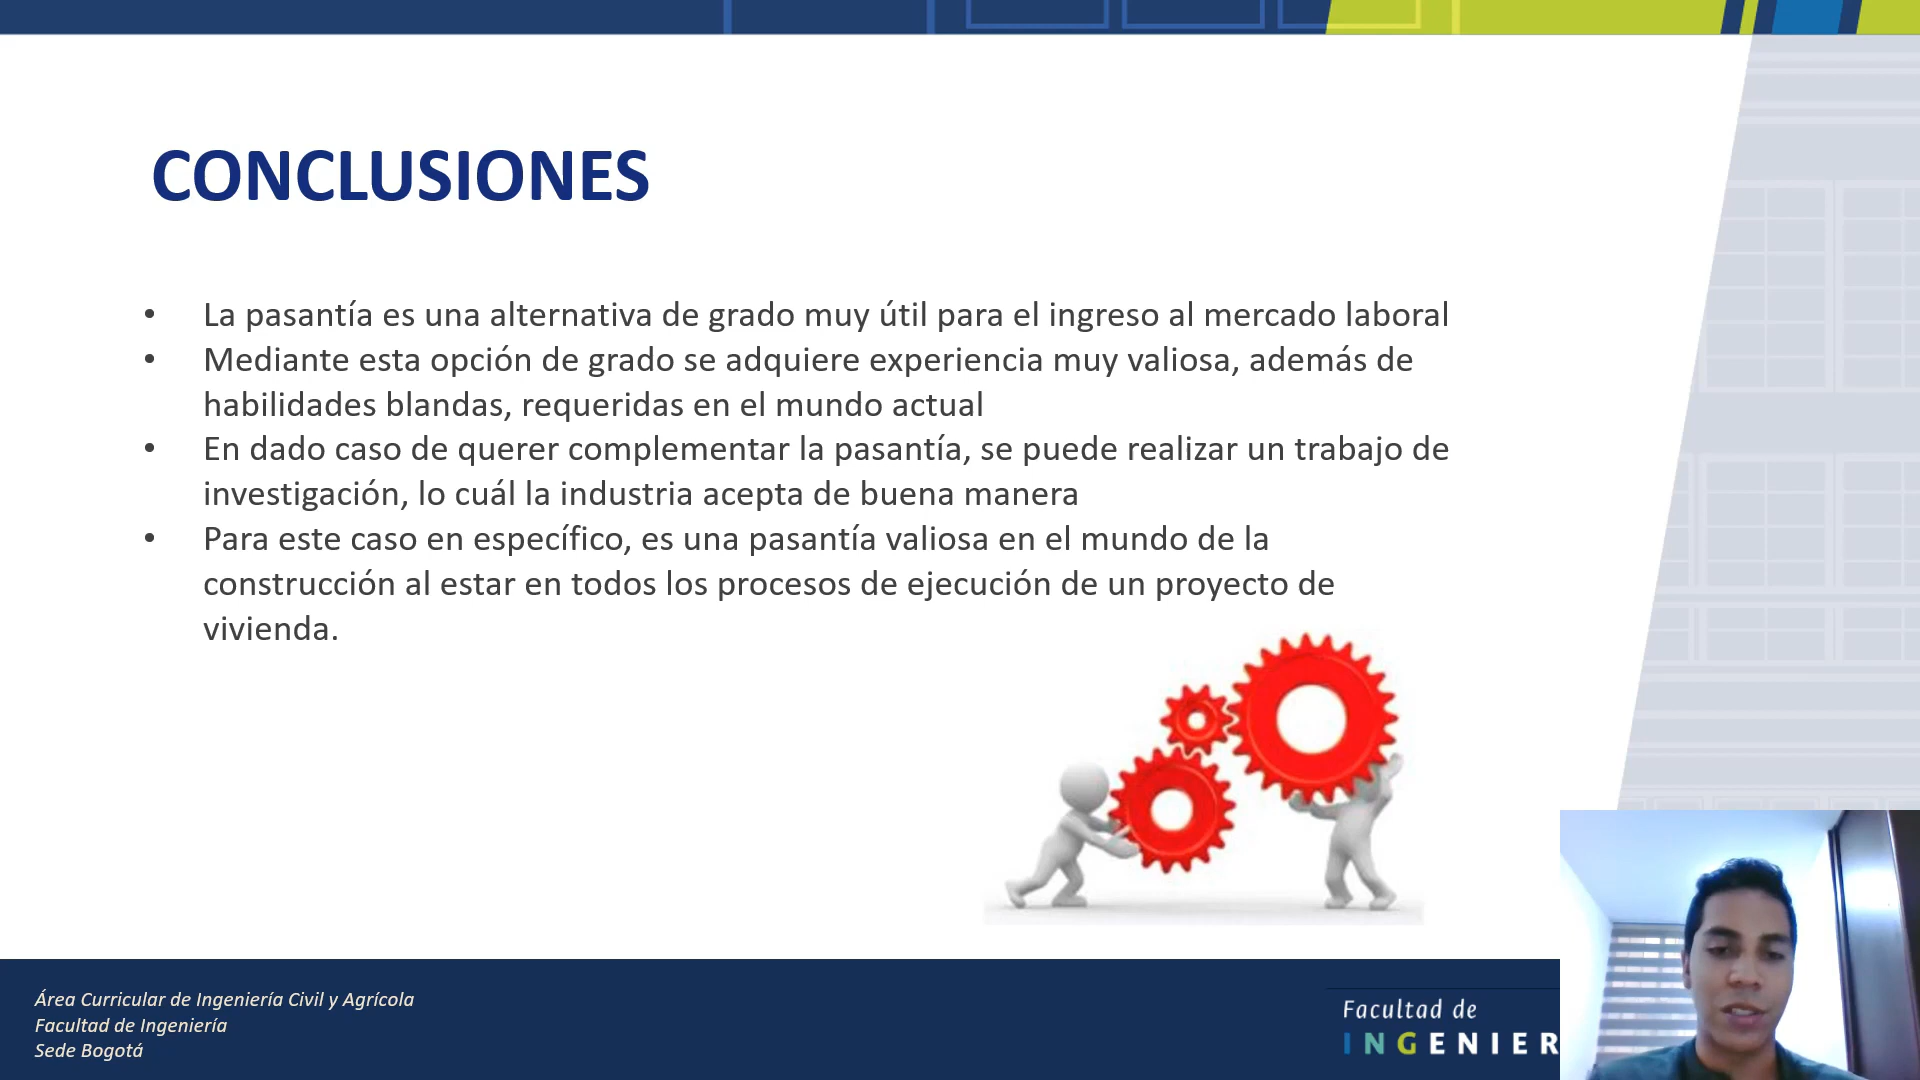 CONCLUSIONES
• La pasantía es una alternativa de grado muy útil para el ingreso al mercado laboral
• Mediante esta opción de grado se adquiere experiencia muy valiosa, además de
habilidades blandas, requeridas en el mundo actual
• En dado caso de querer complementar la pasantía, se puede realizar un trabajo de
investigación, lo cuál la industria acepta de buena manera
• Para este caso en específico, es una pasantía valiosa en el mundo de la
construcción al estar en todos los procesos de ejecución de un proyecto de
vivienda.
Área Curricular de Ingeniería Civil y Agrícola
Facultad de Ingeniería
Sede Bogotá
Facultad de
INGENIER